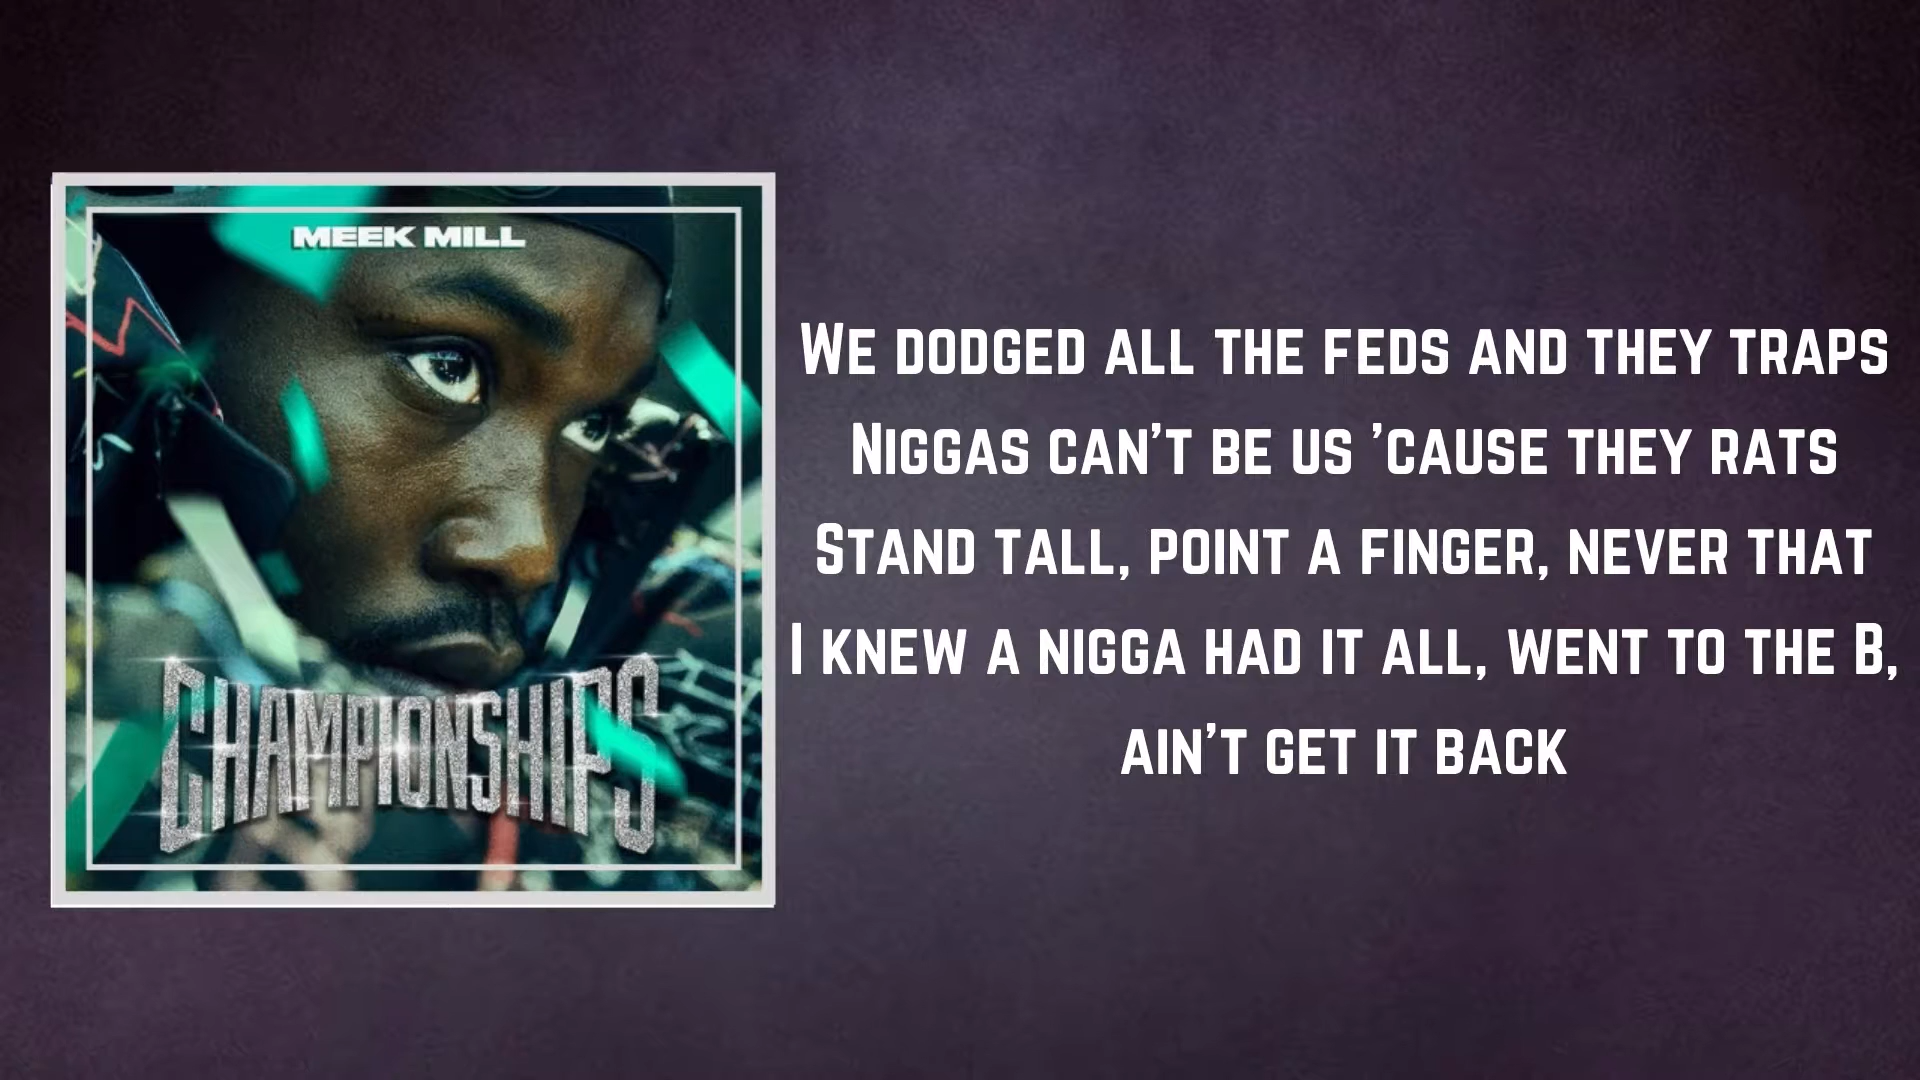 MEEK MILL
CHAMPIONSHIPS
We dodged all the feds and they traps
Niggas can't be us 'cause they rats
Stand tall, point a finger, never that
I knew a nigga had it all, went to the B,
ain't get it back